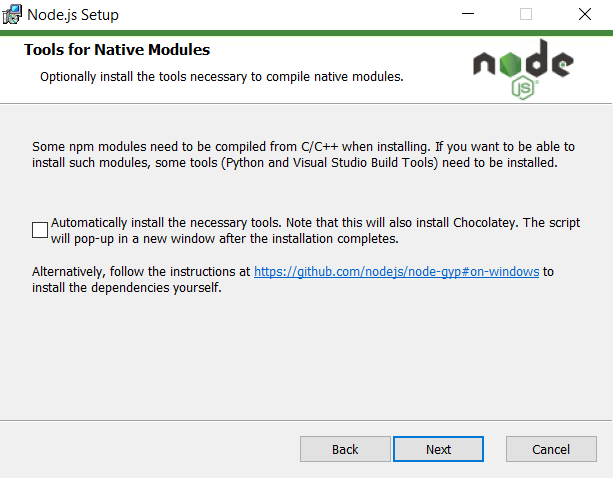 Node.js Setup
Tools for Native Modules
Optionally install the tools necessary to compile native modules.
node
JS
Some npm modules need to be compiled from C/C++ when installing. If you want to be able to
install such modules, some tools (Python and Visual Studio Build Tools) need to be installed.
Automatically install the necessary tools. Note that this will also install Chocolatey. The script
will pop-up in a new window after the installation completes.
Alternatively, follow the instructions at https://github.com/nodejs/node-gyp#on-windows to
install the dependencies yourself.
Back Next Cancel